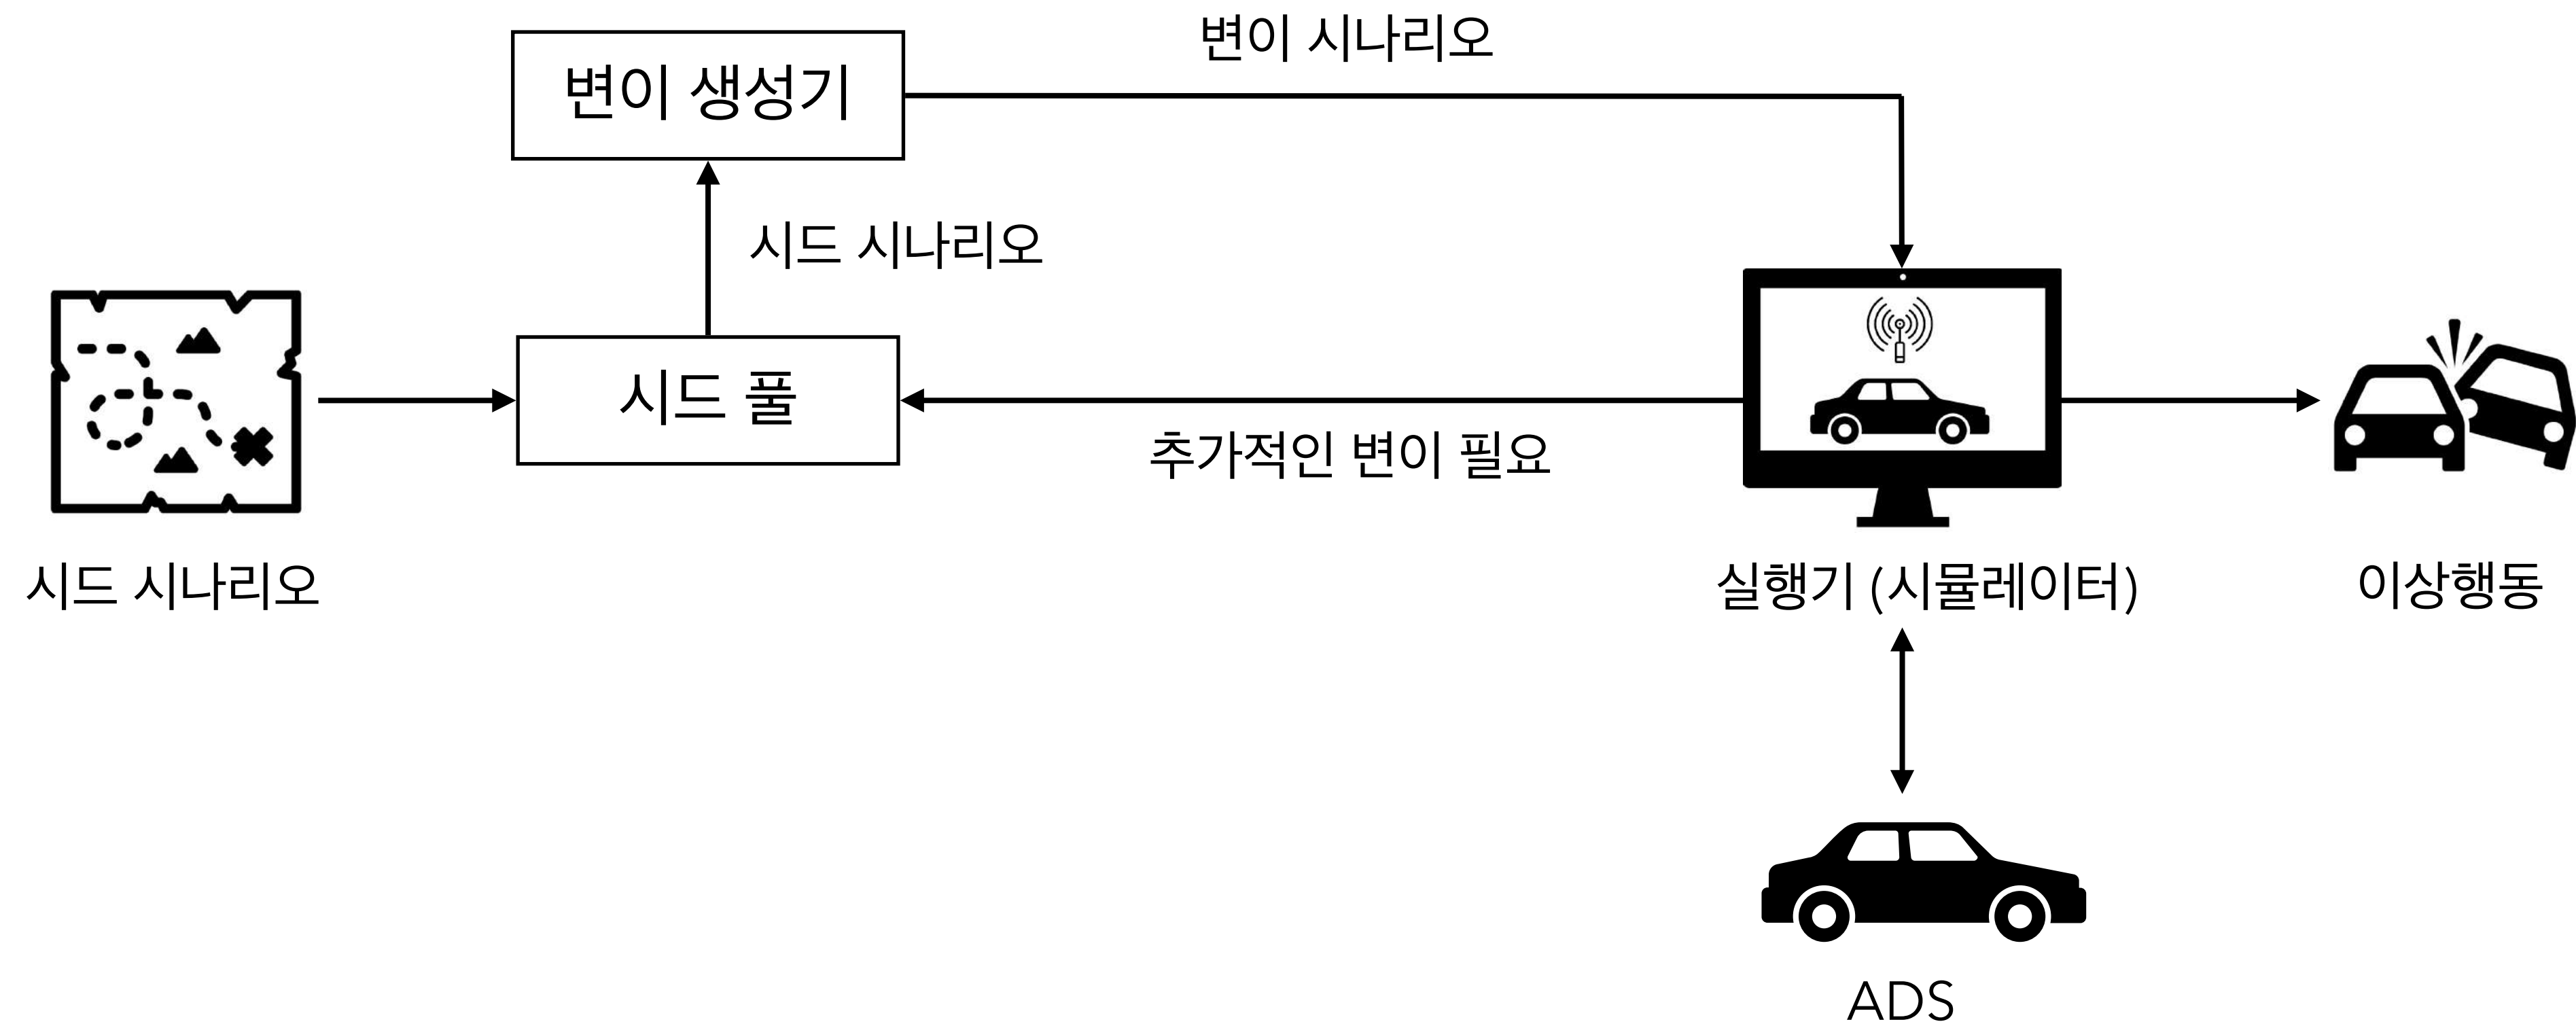 변이 시나리오
변이 생성기
시드 시나리오
시드 풀
추가적인 변이 필요
시드 시나리오
실행기 (시뮬레이터)
이상행동
ADS